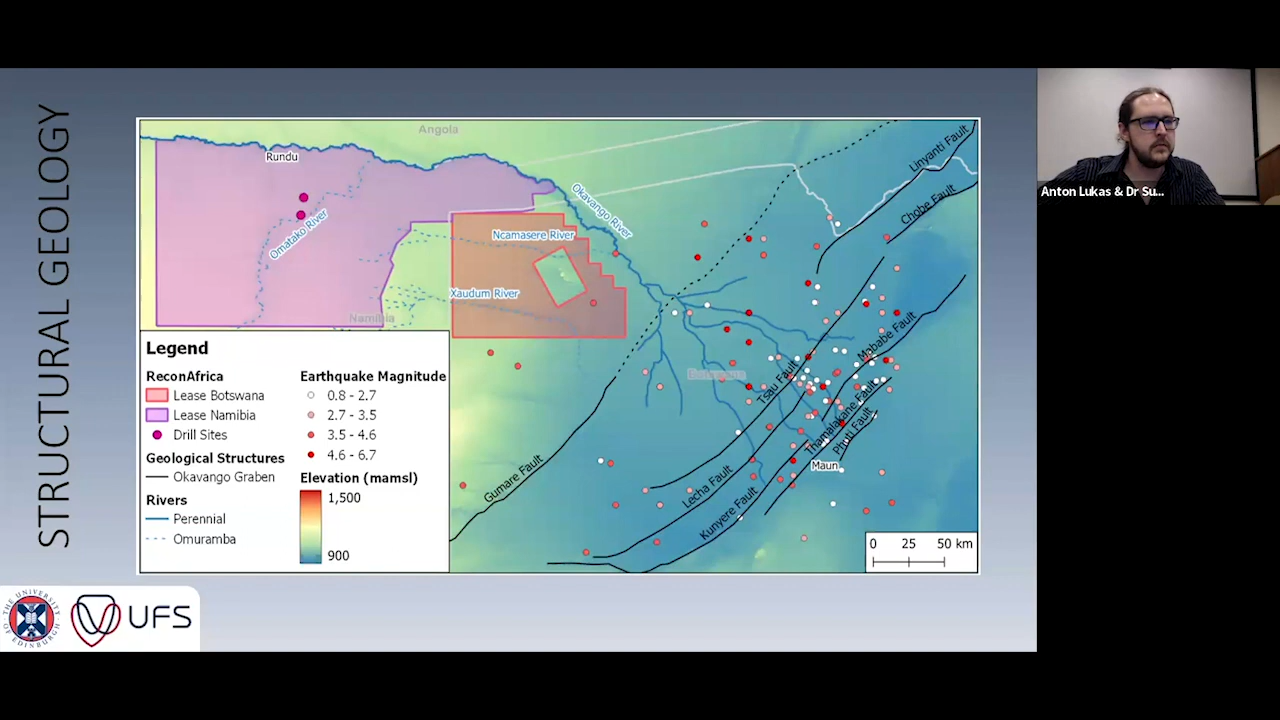 STRUCTURAL GEOLOGY
Angola
Rundu
Omatako River
Okavango River
Ncamasere River
Xaudum River
Namibia
Botswana
Linyanti Fault
Chobe Fault
Mababe Fault
Tsau Fault
Thamalakane Fault
Phuti Fault
Maun
Lecha Fault
Kunyere Fault
Gumare Fault
Legend
ReconAfrica
Lease Botswana
Lease Namibia
Drill Sites
Geological Structures
Okavango Graben
Rivers
Perennial
Omuramba
Earthquake Magnitude
0.8 - 2.7
2.7 - 3.5
3.5 - 4.6
4.6 - 6.7
Elevation (mamsl)
1,500
900
0 25 50 km
THE UNIVERSITY OF EDINBURGH
UFS
Anton Lukas & Dr Su...